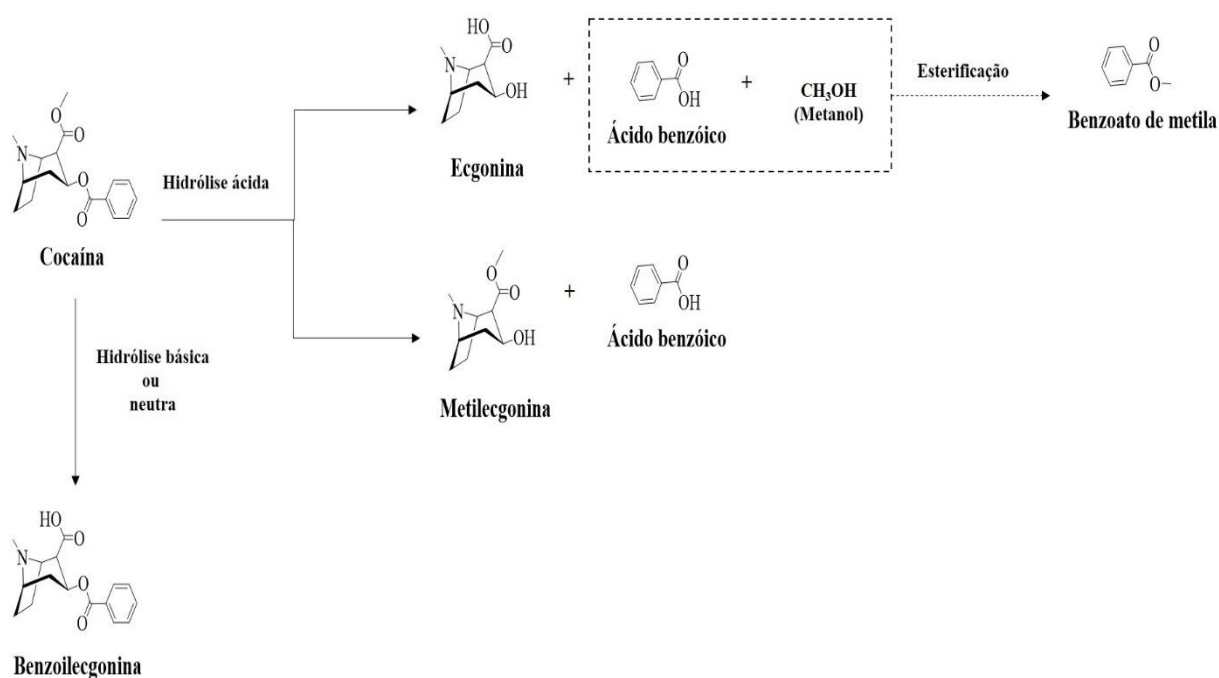 HO
O
N
OH
Ecgonina
+
O
OH
Ácido benzóico
+
CH₃OH
(Metanol)
Esterificação
O
O
Benzoato de metila
O
O
N
O
O
Cocaína
Hidrólise ácida
O
O
N
OH
Metilecgonina
+
O
OH
Ácido benzóico
Hidrólise básica
ou
neutra
HO
O
N
O
O
Benzoilecgonina